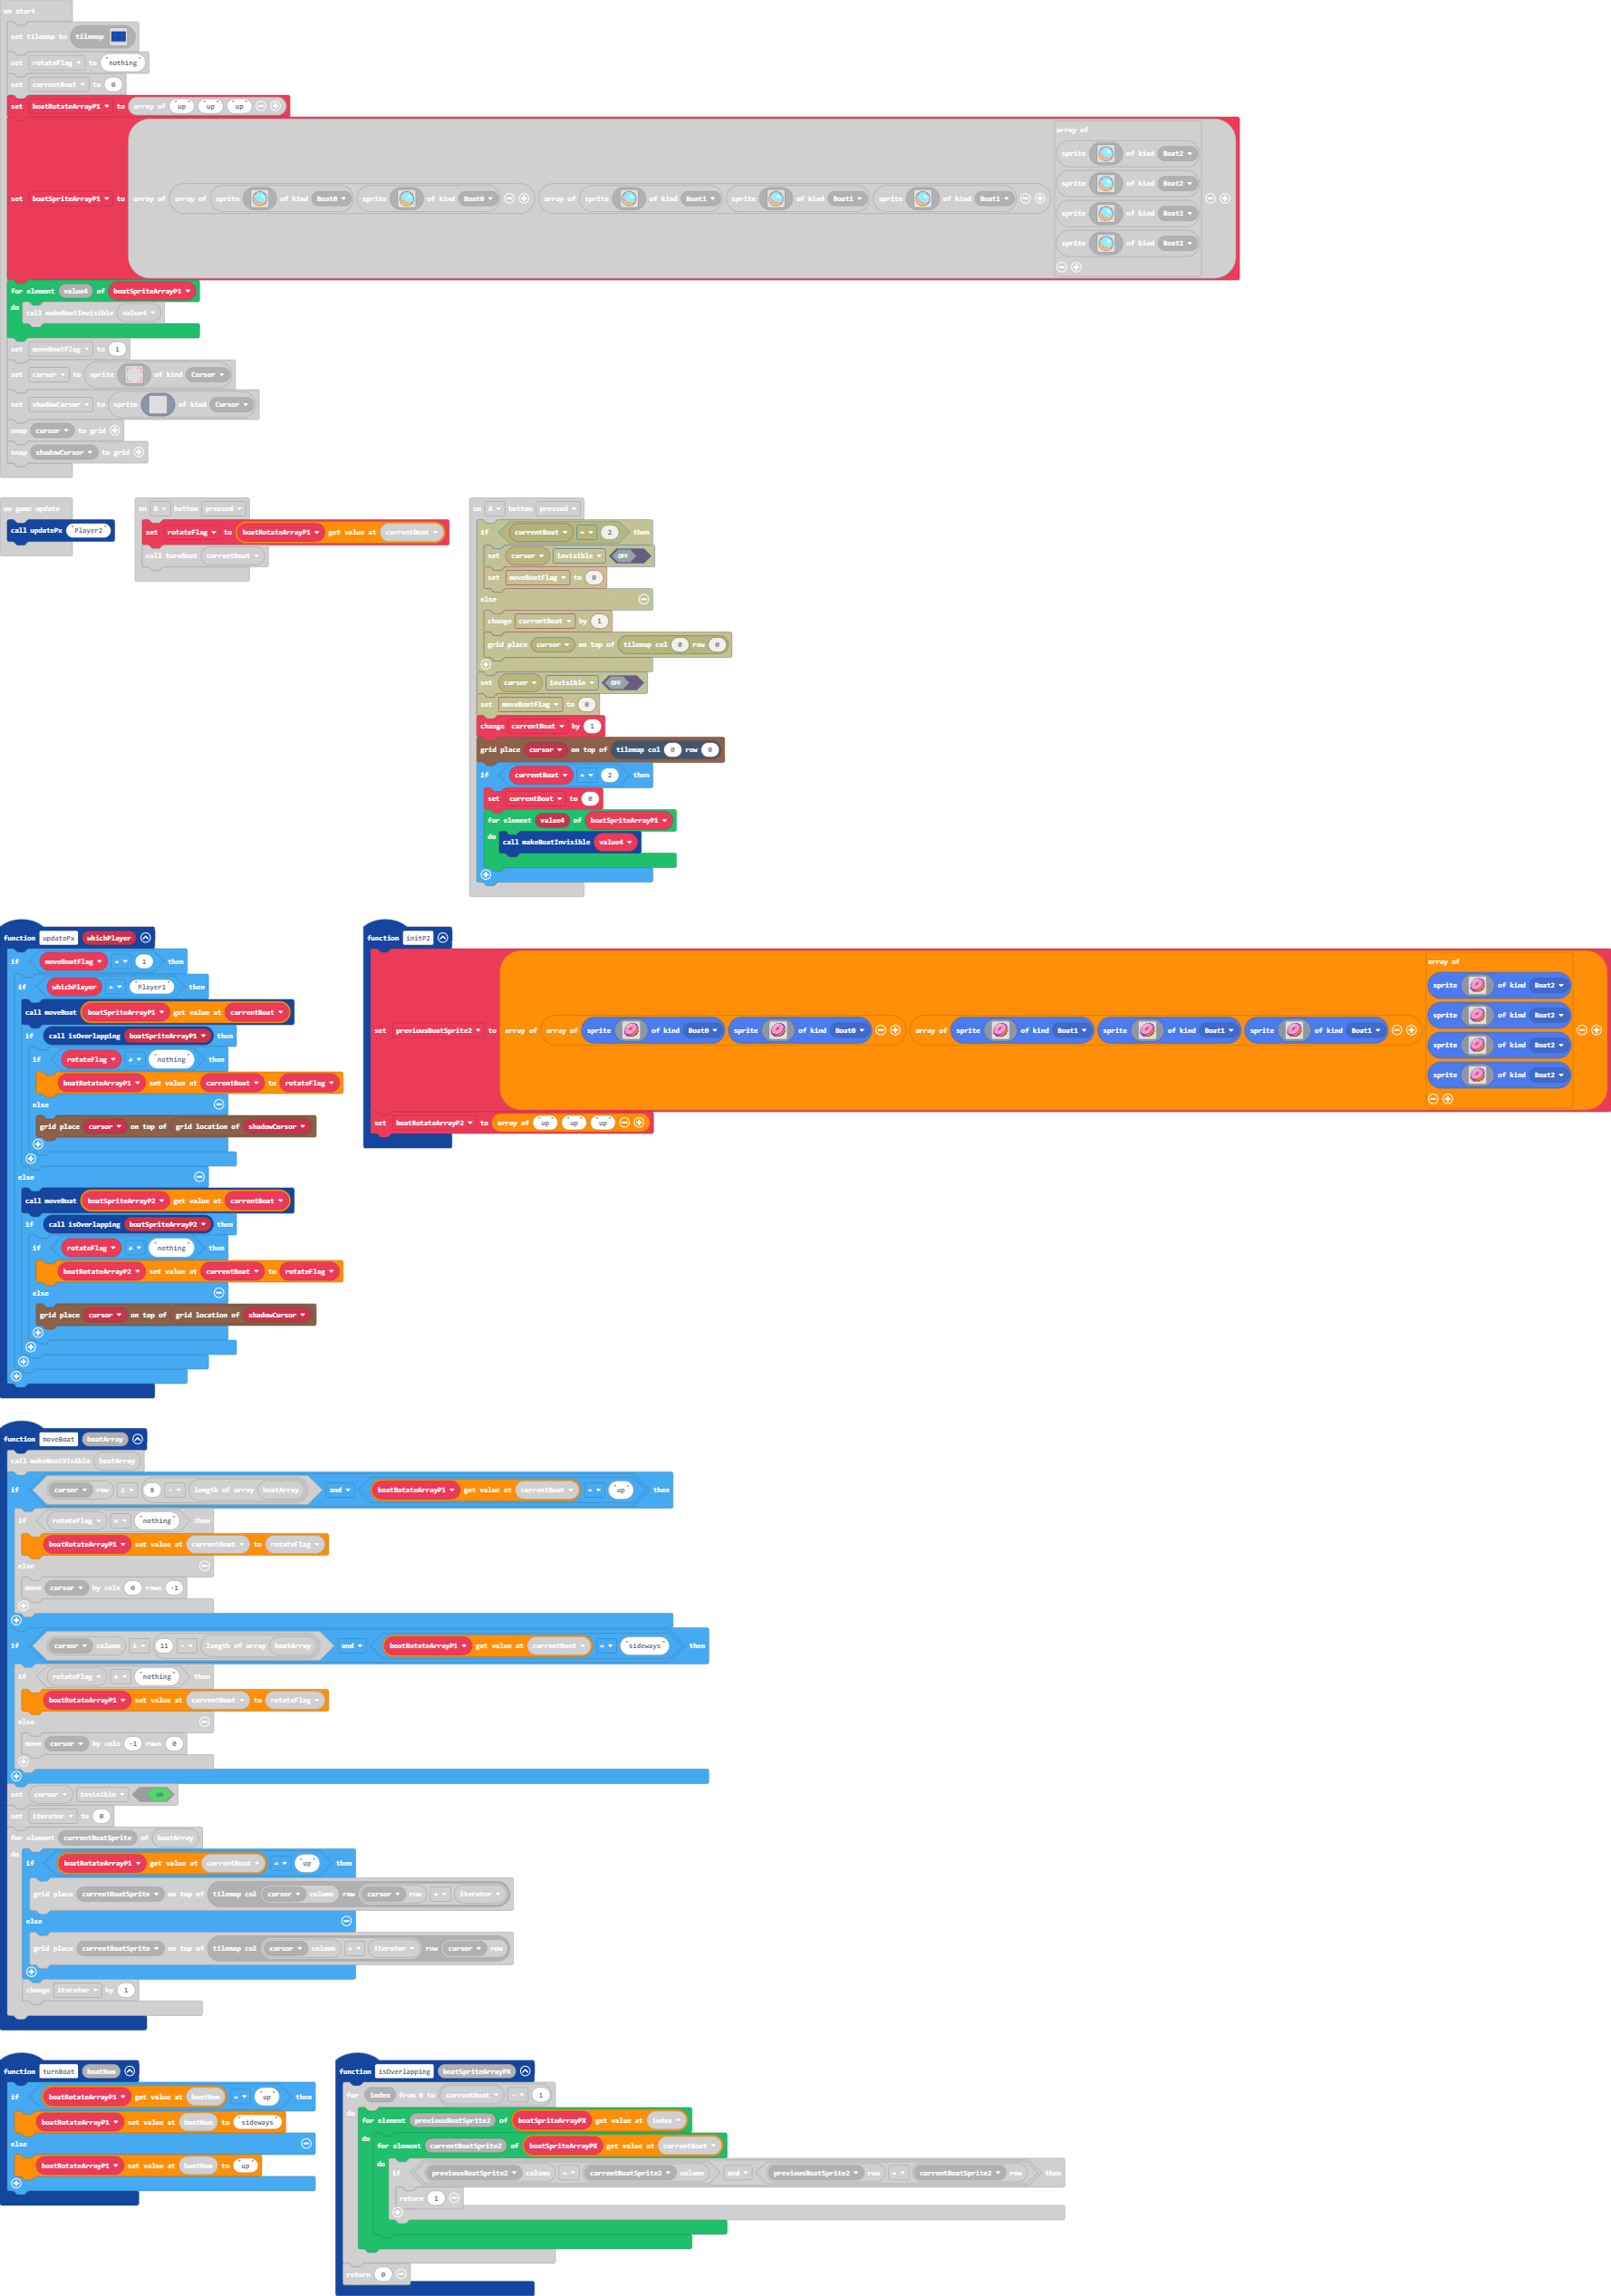 on start
set tilemap to tilemap
set rotateFlag to "nothing"
set currentBoat to 0
set boatRotateArrayP1 to array of "up" "up" "up"
array of
sprite of kind Boat2
sprite of kind Boat2
set boatSpriteArrayP1 to array of array of sprite of kind Boat0 sprite of kind Boat0 array of sprite of kind Boat1 sprite of kind Boat1 sprite of kind Boat1
sprite of kind Boat2
sprite of kind Boat2
for element value4 of boatSpriteArrayP1
do call makeBoatInvisible value4
set moveBoatFlag to 1
set cursor to sprite of kind Cursor
set shadowCursor to sprite of kind Cursor
snap cursor to grid
snap shadowCursor to grid
on game update
call updatePx "Player2"
on B button pressed
set rotateFlag to boatRotateArrayP1 get value at currentBoat
call turnBoat currentBoat
on A button pressed
if currentBoat = 2 then
set cursor invisible OFF
set moveBoatFlag to 0
else
change currentBoat by 1
grid place cursor on top of tilemap col 0 row 0
set cursor invisible OFF
set moveBoatFlag to 0
change currentBoat by 1
grid place cursor on top of tilemap col 0 row 0
if currentBoat = 2 then
set currentBoat to 0
for element value4 of boatSpriteArrayP1
do call makeBoatInvisible value4
function updatePx whichPlayer
if moveBoatFlag = 1 then
if whichPlayer = "Player1" then
call moveBoat boatSpriteArrayP1 get value at currentBoat
if call isOverlapping boatSpriteArrayP1 then
if rotateFlag ≠ "nothing" then
boatRotateArrayP1 set value at currentBoat to rotateFlag
else
grid place cursor on top of grid location of shadowCursor
else
call moveBoat boatSpriteArrayP2 get value at currentBoat
if call isOverlapping boatSpriteArrayP2 then
if rotateFlag ≠ "nothing" then
boatRotateArrayP2 set value at currentBoat to rotateFlag
else
grid place cursor on top of grid location of shadowCursor
function initP2
array of
sprite of kind Boat2
sprite of kind Boat2
set previousBoatSprite2 to array of array of sprite of kind Boat0 sprite of kind Boat0 array of sprite of kind Boat1 sprite of kind Boat1 sprite of kind Boat1
sprite of kind Boat2
sprite of kind Boat2
set boatRotateArrayP2 to array of "up" "up" "up"
function moveBoat boatArray
call makeBoatVisible boatArray
if cursor row ≥ 8 - length of array boatArray and boatRotateArrayP1 get value at currentBoat = "up" then
if rotateFlag ≠ "nothing" then
boatRotateArrayP1 set value at currentBoat to rotateFlag
else
move cursor by cols 0 rows -1
if cursor column ≥ 11 - length of array boatArray and boatRotateArrayP1 get value at currentBoat = "sideways" then
if rotateFlag ≠ "nothing" then
boatRotateArrayP1 set value at currentBoat to rotateFlag
else
move cursor by cols -1 rows 0
set cursor invisible ON
set iterator to 0
for element currentBoatSprite of boatArray
do if boatRotateArrayP1 get value at currentBoat = "up" then
grid place currentBoatSprite on top of tilemap col cursor column row cursor row + iterator
else
grid place currentBoatSprite on top of tilemap col cursor column + iterator row cursor row
change iterator by 1
function turnBoat boatNum
if boatRotateArrayP1 get value at boatNum = "up" then
boatRotateArrayP1 set value at boatNum to "sideways"
else
boatRotateArrayP1 set value at boatNum to "up"
function isOverlapping boatSpriteArrayPX
for index from 0 to currentBoat - 1
do for element previousBoatSprite2 of boatSpriteArrayPX get value at index
do for element currentBoatSprite2 of boatSpriteArrayPX get value at currentBoat
do if previousBoatSprite2 column = currentBoatSprite2 column and previousBoatSprite2 row = currentBoatSprite2 row then
return 1
return 0